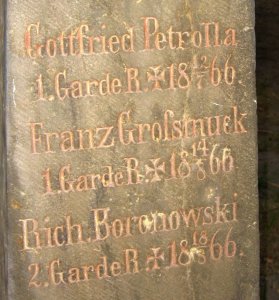 Gottfried Petrolla
1. Garde R. ✠ 18 12/7 66.
Franz Groſsmuck
1. Garde R. ✠ 18 14/8 66
Rich. Boronowski
2. Garde R. ✠ 18 18/8 66.